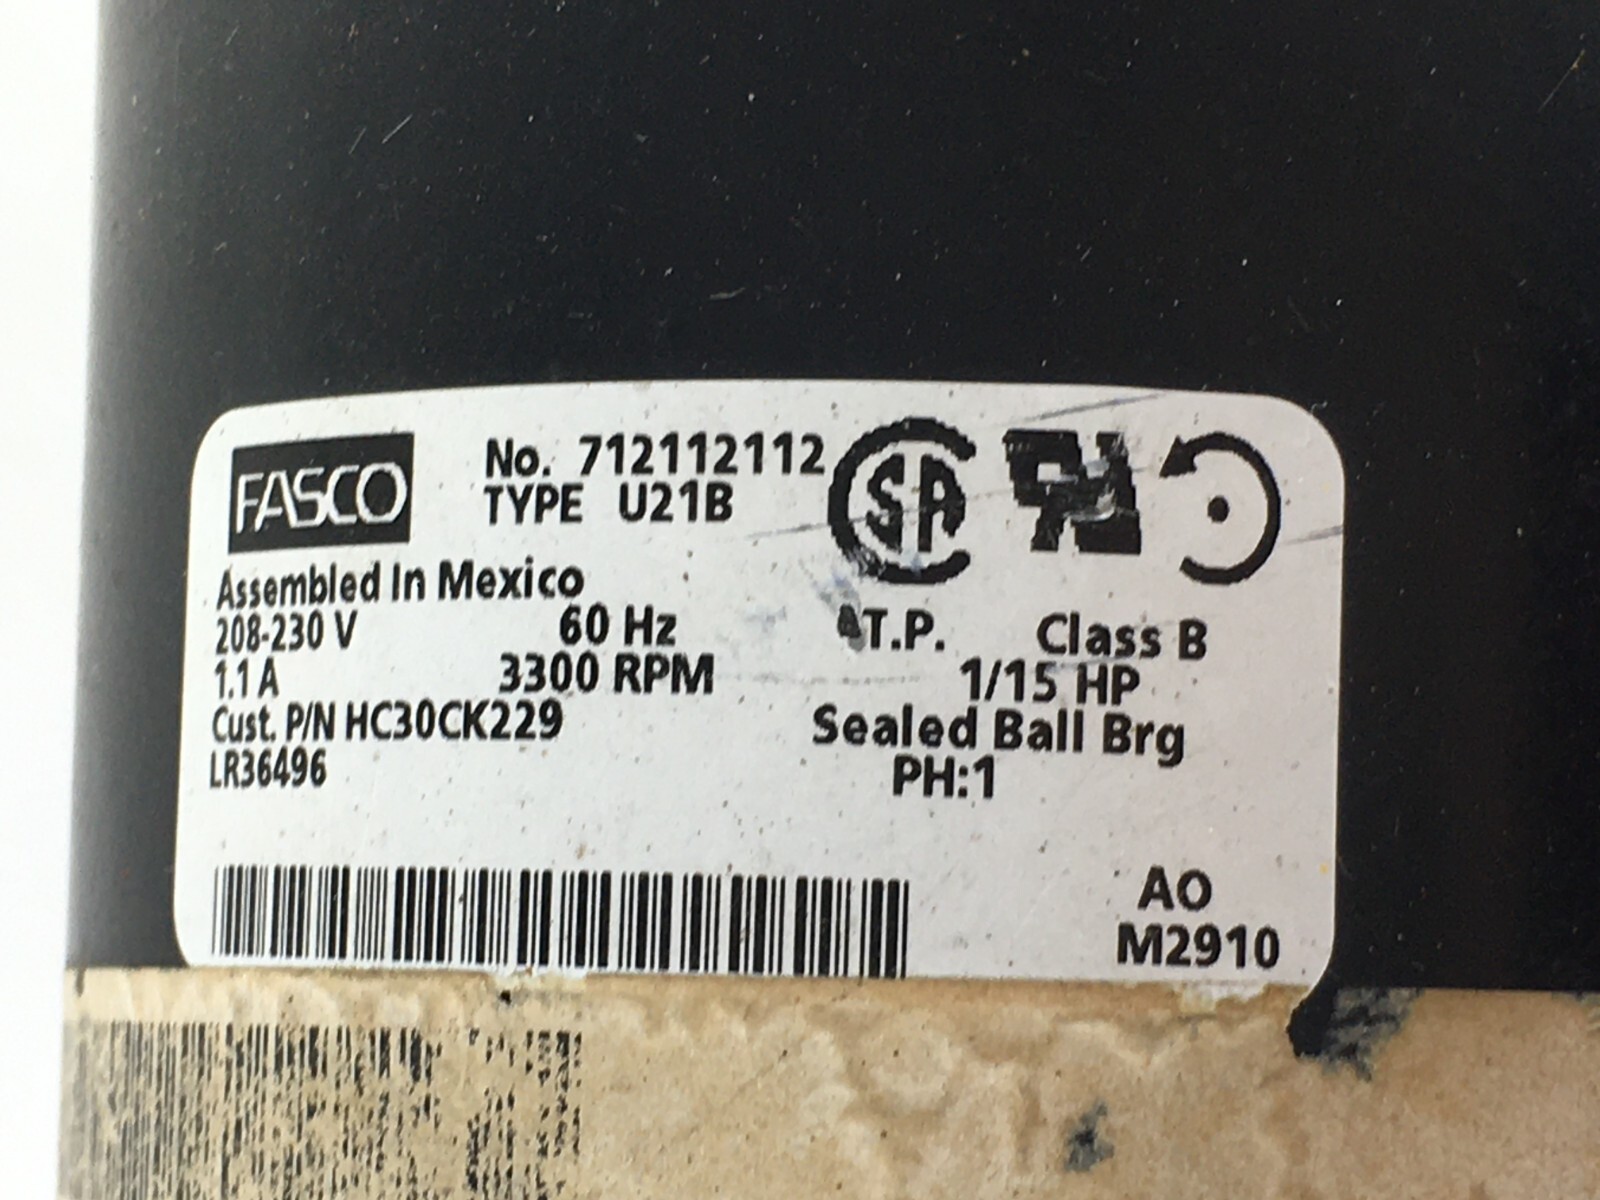 FASCO
No. 712112112
TYPE U21B
Assembled In Mexico
208-230 V 60 Hz T.P. Class B
1.1 A 3300 RPM 1/15 HP
Cust. P/N HC30CK229 Sealed Ball Brg
LR36496 PH:1
AO
M2910